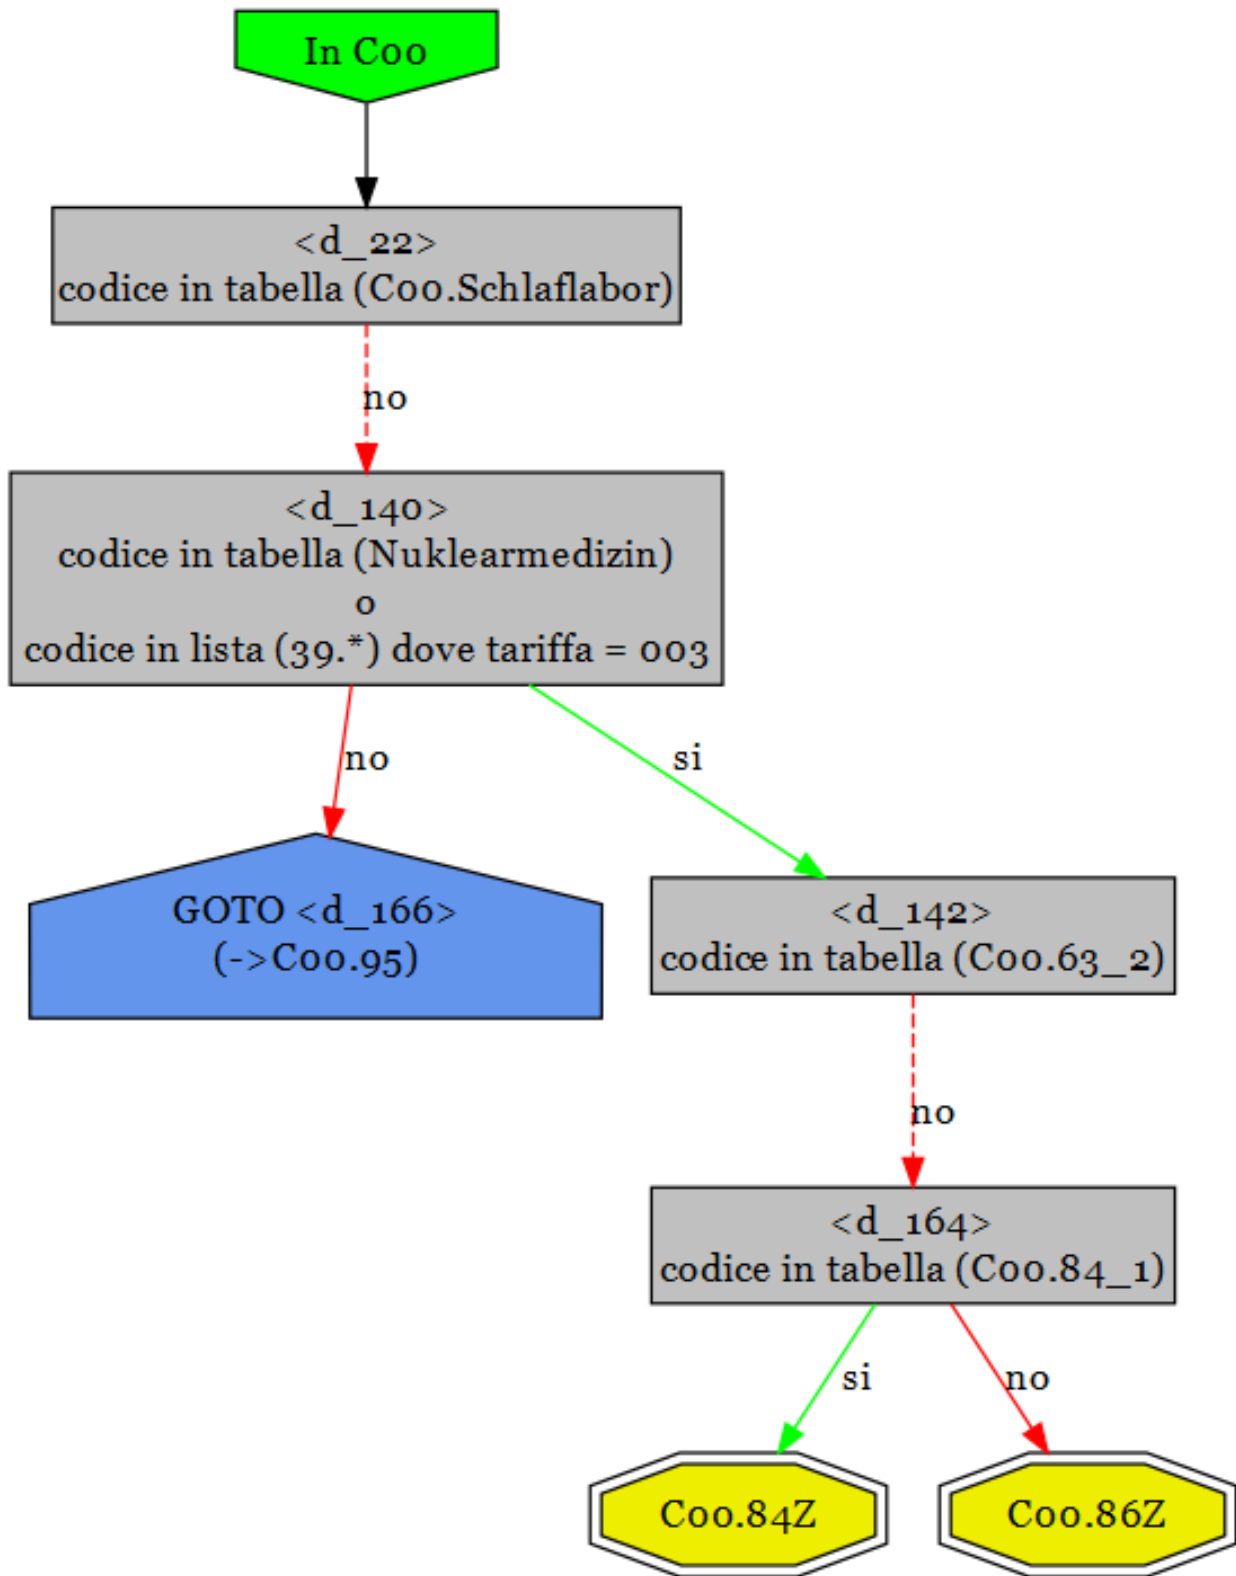 In C00
<d_22>
codice in tabella (C00.Schlaflabor)
no
<d_140>
codice in tabella (Nuklearmedizin)
o
codice in lista (39.*) dove tariffa = 003
no
si
GOTO <d_166>
(->C00.95)
<d_142>
codice in tabella (C00.63_2)
no
<d_164>
codice in tabella (C00.84_1)
si
no
C00.84Z
C00.86Z